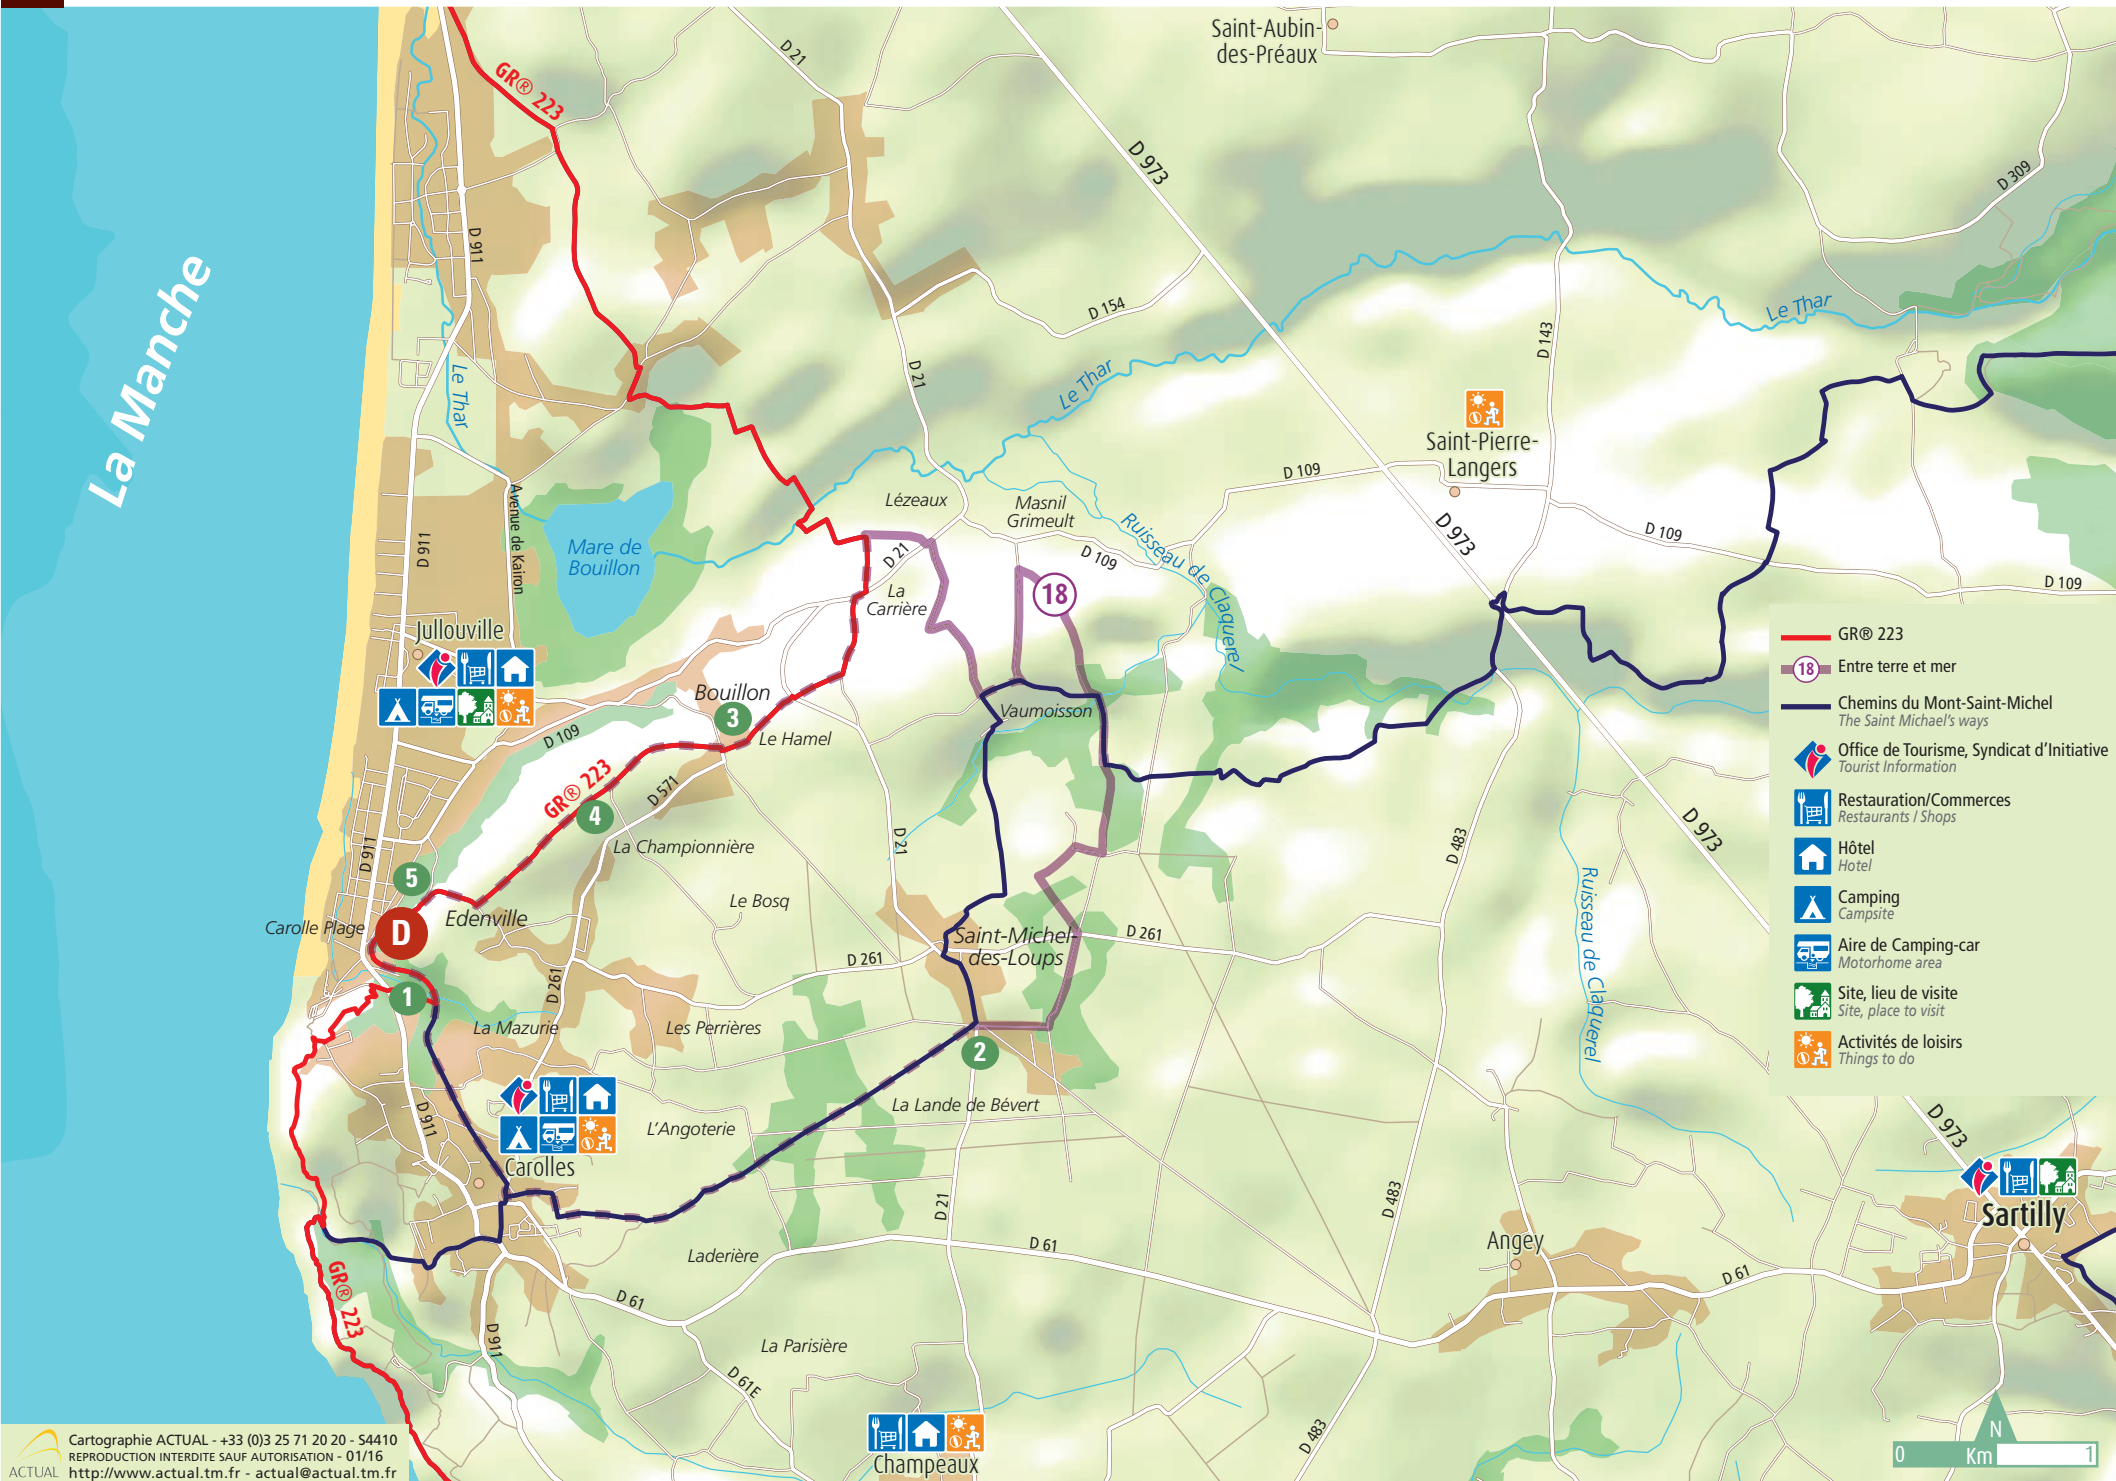 Saint-Aubin-
des-Préaux
D 21
GR® 223
D 973
D 309
D 911
La Manche
D 154
Le Thar
D 143
D 21
Le Thar
Le Thar
Saint-Pierre-
Langers
D 109
Avenue de Kairon
Lézeaux
Masnil
Grimeult
Ruisseau de Claquerel
D 973
D 109
D 911
Mare de
Bouillon
D 21
D 109
D 109
La
Carrière
18
Jullouville
Bouillon
3
Vaumoisson
Le Hamel
D 109
GR® 223
4
D 571
La Championnière
D 21
D 483
D 973
D 911
5
Le Bosq
Ruisseau de Claquerel
Carolle Plage
D
Edenville
Saint-Michel-
des-Loups
D 261
D 261
D 261
1
La Mazurie
Les Perrières
2
D 911
L'Angoterie
La Lande de Bévert
Carolles
D 973
D 21
D 483
Sartilly
Laderière
D 61
Angey
D 61
GR® 223
D 61
D 911
La Parisière
D 61E
D 483
Champeaux
GR® 223
18
Entre terre et mer
Chemins du Mont-Saint-Michel
The Saint Michael's ways
Office de Tourisme, Syndicat d'Initiative
Tourist Information
Restauration/Commerces
Restaurants / Shops
Hôtel
Hotel
Camping
Campsite
Aire de Camping-car
Motorhome area
Site, lieu de visite
Site, place to visit
Activités de loisirs
Things to do
N
0 Km 1
ACTUAL
Cartographie ACTUAL - +33 (0)3 25 71 20 20 - S4410
REPRODUCTION INTERDITE SAUF AUTORISATION - 01/16
http://www.actual.tm.fr - actual@actual.tm.fr